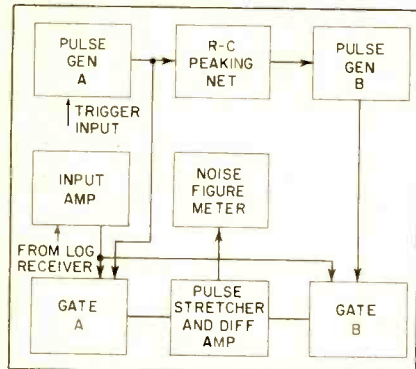 PULSE
GEN
A
R-C
PEAKING
NET
PULSE
GEN
B
TRIGGER
INPUT
INPUT
AMP
NOISE
FIGURE
METER
FROM LOG
RECEIVER
GATE
A
PULSE
STRETCHER
AND DIFF
AMP
GATE
B